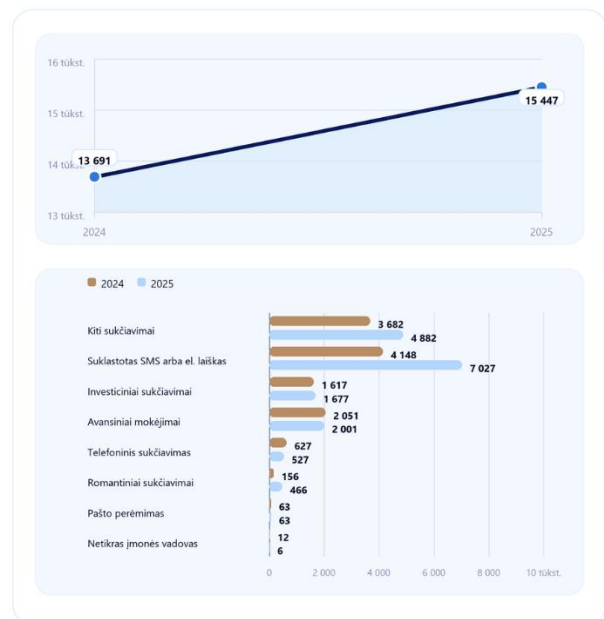 16 tūkst.
15 447
15 tūkst.
13 691
14 tūkst.
13 tūkst.
2024 2025
2024 2025
Kiti sukčiavimai 3 682
4 882
Suklastotas SMS arba el. laiškas 4 148
7 027
Investiciniai sukčiavimai 1 617
1 677
Avansiniai mokėjimai 2 051
2 001
Telefoninis sukčiavimas 627
527
Romantiniai sukčiavimai 156
466
Pašto perėmimas 63
63
Netikras įmonės vadovas 12
6
0 2 000 4 000 6 000 8 000 10 tūkst.